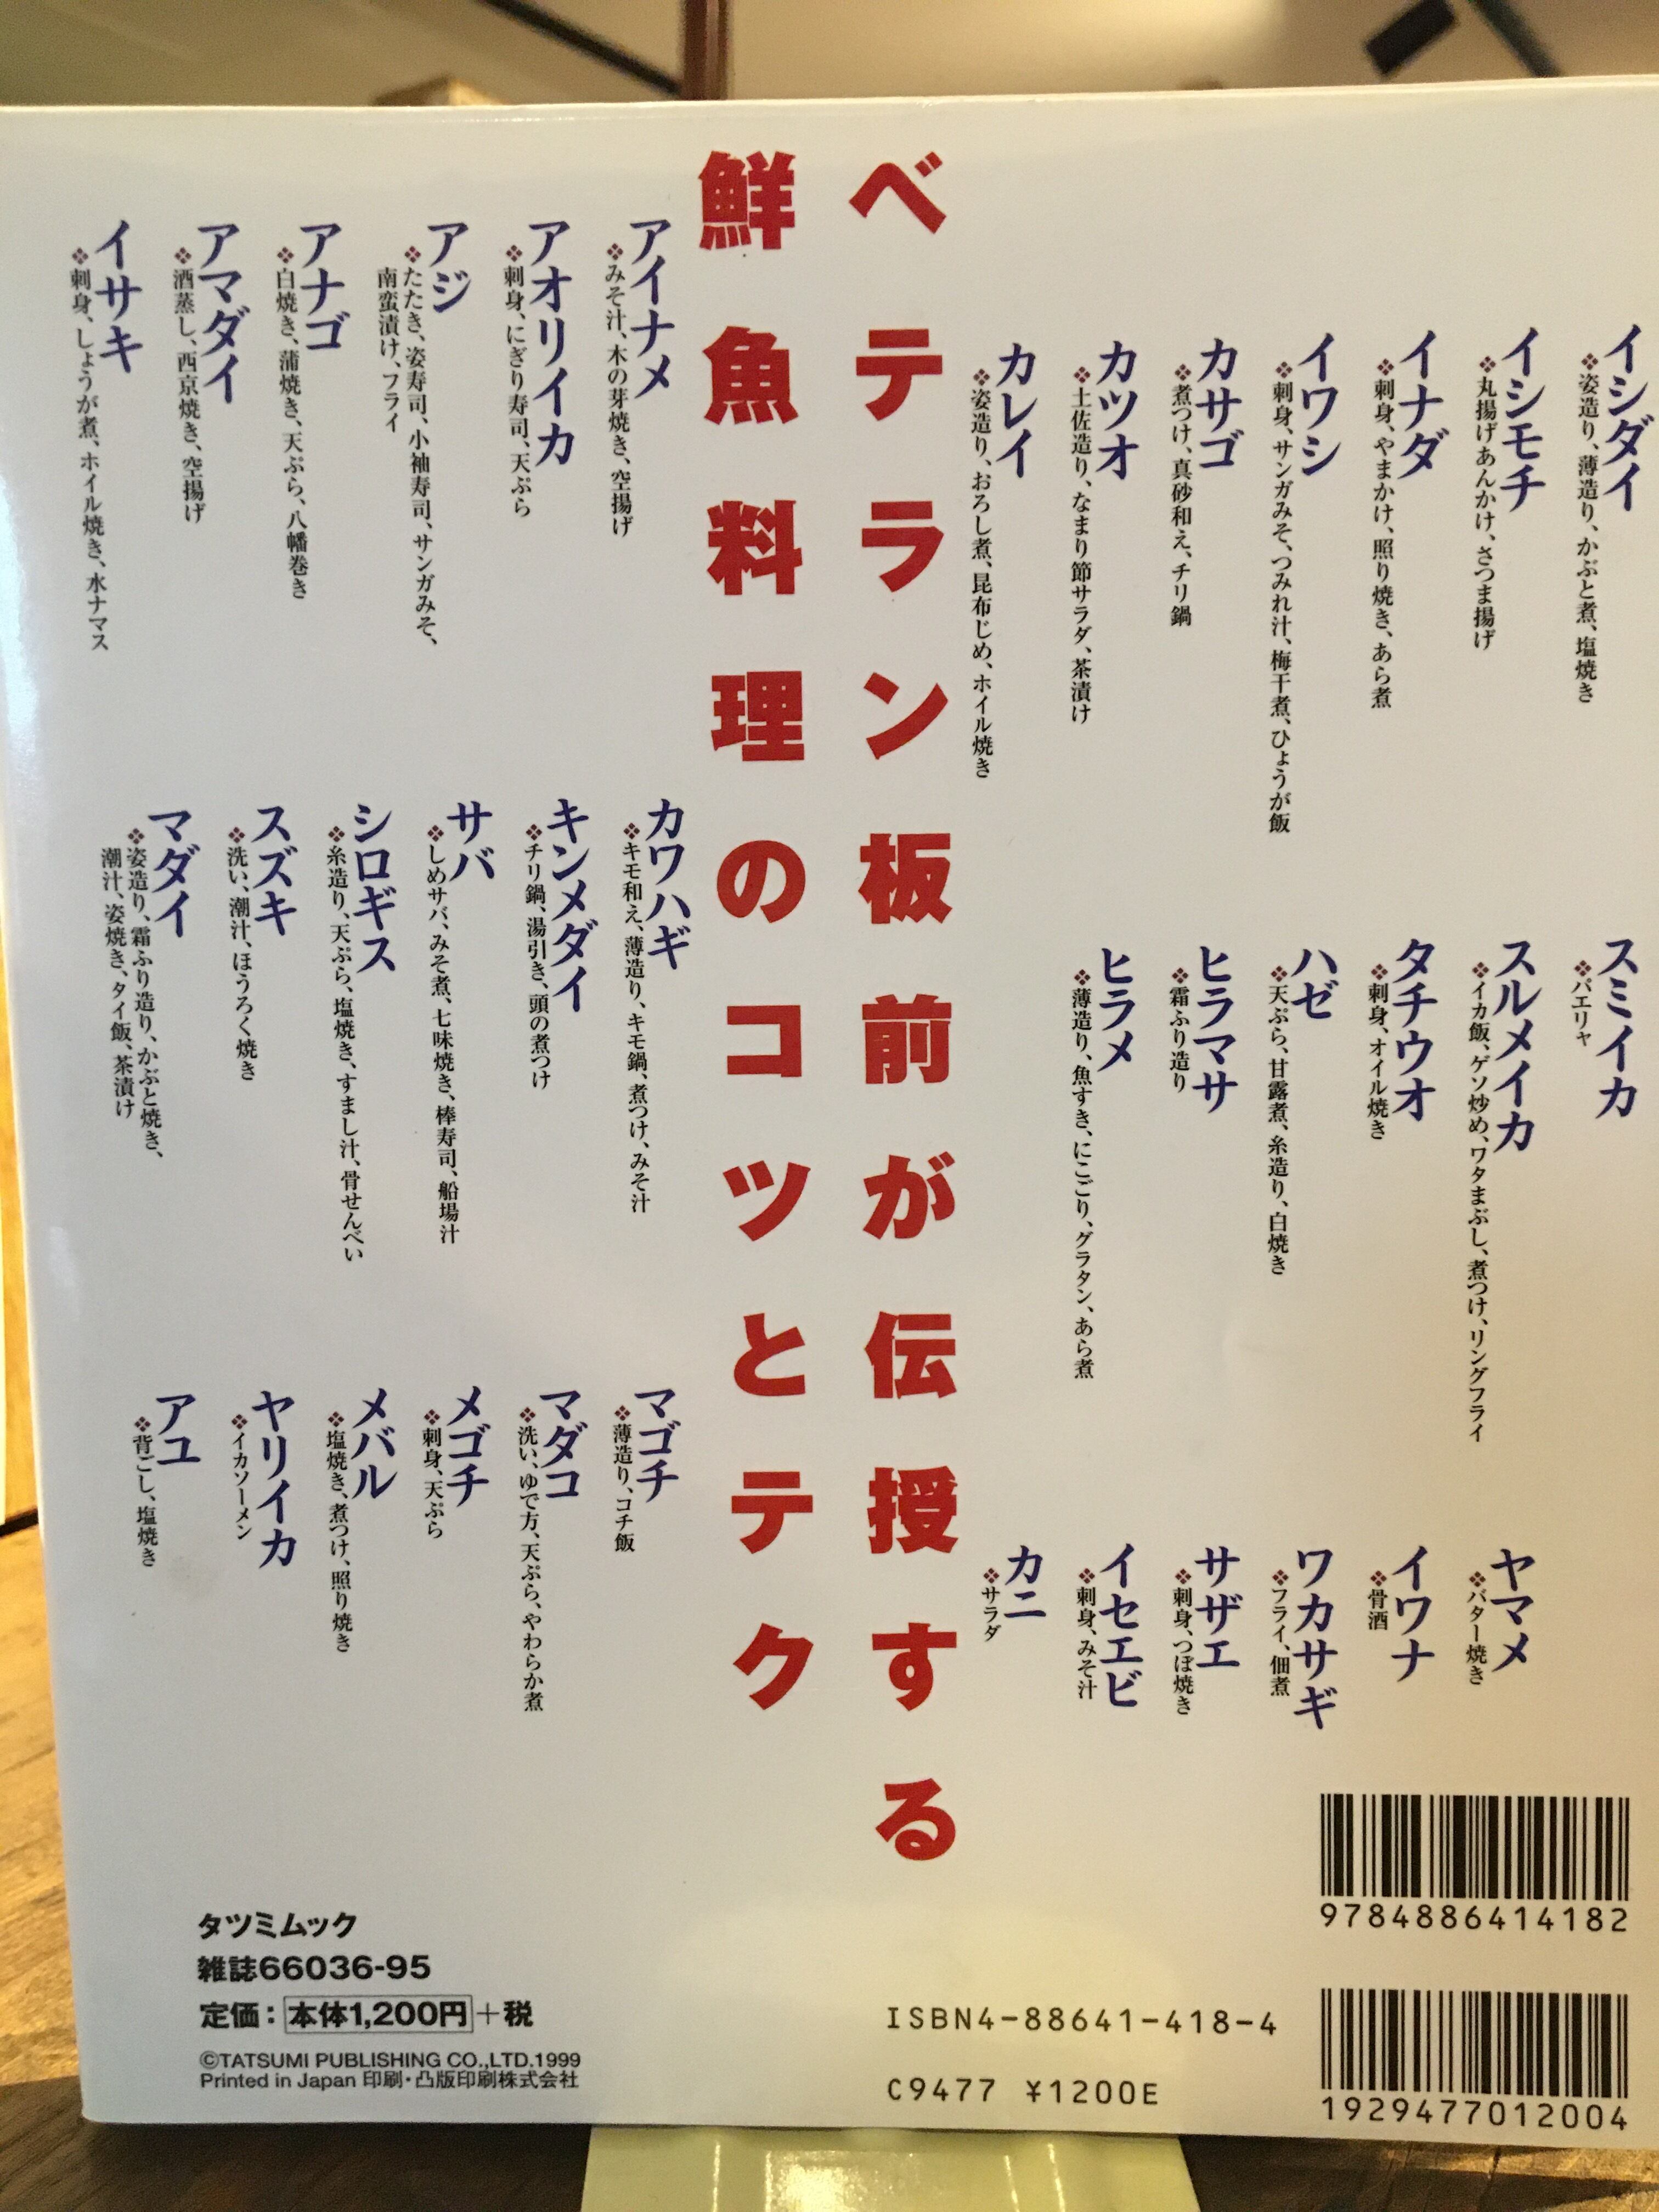 ベテラン板前が伝授する
鮮魚料理のコツとテク
イシダイ
❖姿造り、薄造り、かぶと煮、塩焼き
イシモチ
❖丸揚げあんかけ、さつま揚げ
イナダ
❖刺身、やまかけ、照り焼き、あら煮
イワシ
❖刺身、サンガみそ、つみれ汁、梅干煮、ひょうが飯
カサゴ
❖煮つけ、真砂和え、チリ鍋
カツオ
❖土佐造り、なまり節サラダ、茶漬け
カレイ
❖姿造り、おろし煮、昆布じめ、ホイル焼き
アイナメ
❖みそ汁、木の芽焼き、空揚げ
アオリイカ
❖刺身、にぎり寿司、天ぷら
アジ
❖たたき、姿寿司、小袖寿司、サンガみそ、
南蛮漬け、フライ
アナゴ
❖白焼き、蒲焼き、天ぷら、八幡巻き
アマダイ
❖酒蒸し、西京焼き、空揚げ
イサキ
❖刺身、しょうが煮、ホイル焼き、水ナマス
スミイカ
❖パエリャ
スルメイカ
❖イカ飯、ゲソ炒め、ワタまぶし、煮つけ、リングフライ
タチウオ
❖刺身、オイル焼き
ハゼ
❖天ぷら、甘露煮、糸造り、白焼き
ヒラマサ
❖霜ふり造り
ヒラメ
❖薄造り、魚すき、にこごり、グラタン、あら煮
カワハギ
❖キモ和え、薄造り、キモ鍋、煮つけ、みそ汁
キンメダイ
❖チリ鍋、湯引き、頭の煮つけ
サバ
❖しめサバ、みそ煮、七味焼き、棒寿司、船場汁
シロギス
❖糸造り、天ぷら、塩焼き、すまし汁、骨せんべい
スズキ
❖洗い、潮汁、ほうろく焼き
マダイ
❖姿造り、霜ふり造り、かぶと焼き、
潮汁、姿焼き、タイ飯、茶漬け
ヤマメ
❖バター焼き
イワナ
❖骨酒
ワカサギ
❖フライ、佃煮
サザエ
❖刺身、つぼ焼き
イセエビ
❖刺身、みそ汁
カニ
❖サラダ
マゴチ
❖薄造り、コチ飯
マダコ
❖洗い、ゆで方、天ぷら、やわらか煮
メゴチ
❖刺身、天ぷら
メバル
❖塩焼き、煮つけ、照り焼き
ヤリイカ
❖イカソーメン
アユ
❖背ごし、塩焼き
タツミムック
雑誌66036-95
定価：本体1,200円＋税
©TATSUMI PUBLISHING CO.,LTD.1999
Printed in Japan 印刷・凸版印刷株式会社
ISBN4-88641-418-4
C9477 ¥1200E
9784886414182
1929477012004